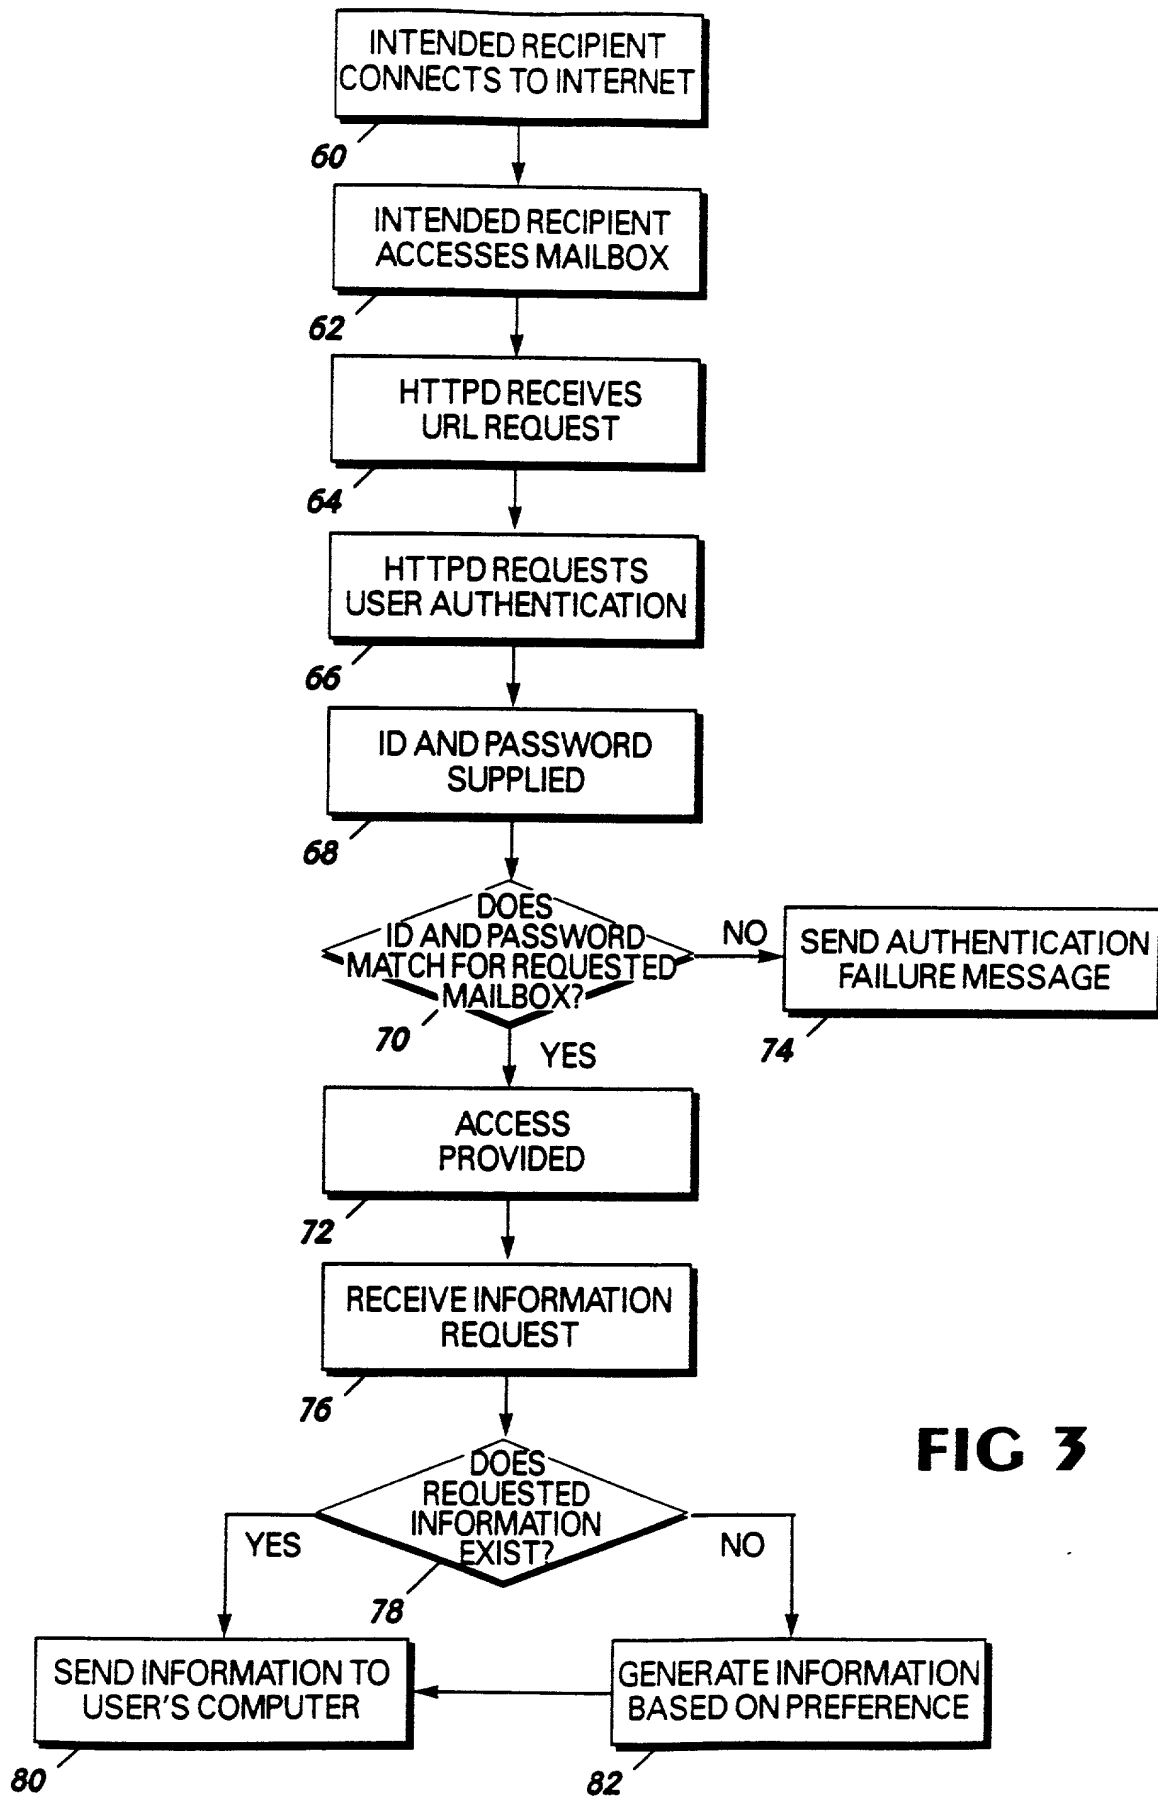 INTENDED RECIPIENT
CONNECTS TO INTERNET
60
INTENDED RECIPIENT
ACCESSES MAILBOX
62
HTTPD RECEIVES
URL REQUEST
64
HTTPD REQUESTS
USER AUTHENTICATION
66
ID AND PASSWORD
SUPPLIED
68
DOES
ID AND PASSWORD
MATCH FOR REQUESTED
MAILBOX?
70
NO
SEND AUTHENTICATION
FAILURE MESSAGE
74
YES
ACCESS
PROVIDED
72
RECEIVE INFORMATION
REQUEST
76
FIG 3
DOES
REQUESTED
INFORMATION
EXIST?
78
YES
NO
SEND INFORMATION TO
USER'S COMPUTER
80
GENERATE INFORMATION
BASED ON PREFERENCE
82